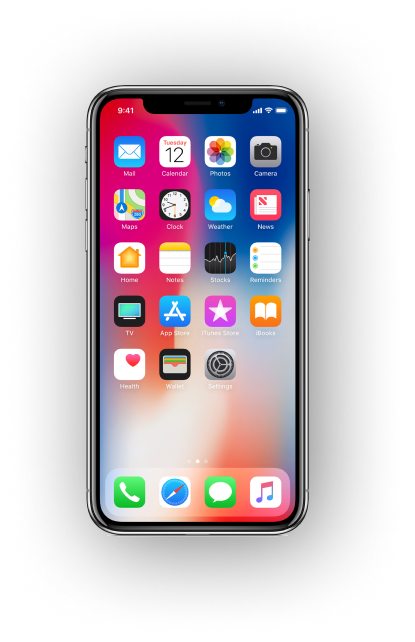 9:41
Mail Calendar Photos Camera
Tuesday
12
Maps Clock Weather News
280
Home Notes Stocks Reminders
TV App Store iTunes Store iBooks
Health Wallet Settings